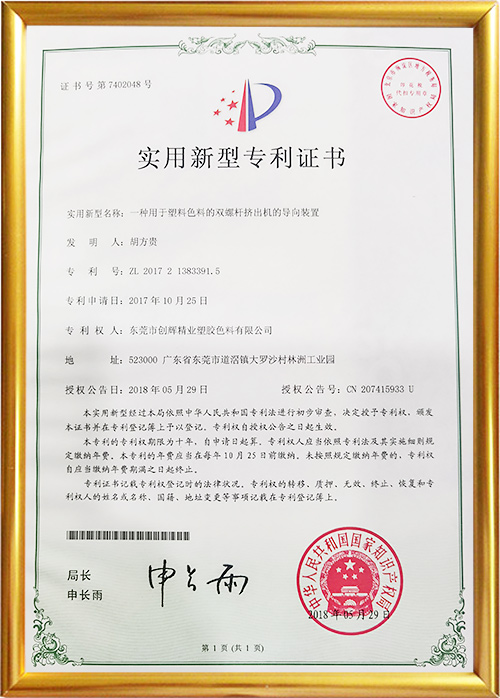 证书号第7402048号
实用新型专利证书
实用新型名称：一种用于塑料色料的双螺杆挤出机的导向装置
发明人：胡方贵
专利号：ZL 2017 2 1383391.5
专利申请日：2017年10月25日
专利权人：东莞市创辉精业塑胶色料有限公司
地址：523000 广东省东莞市道滘镇大罗沙村林洲工业园
授权公告日：2018年05月29日 授权公告号：CN 207415933 U
本实用新型经过本局依照中华人民共和国专利法进行初步审查，决定授予专利权，颁发
本证书并在专利登记簿上予以登记。专利权自授权公告之日起生效。
本专利的专利权期限为十年，自申请日起算。专利权人应当依照专利法及其实施细则规
定缴纳年费。本专利的年费应当在每年10月25日前缴纳。未按照规定缴纳年费的，专利权
自应当缴纳年费期满之日起终止。
专利证书记载专利权登记时的法律状况。专利权的转移、质押、无效、终止、恢复和专
利权人的姓名或名称、国籍、地址变更等事项记载在专利登记簿上。
局长
申长雨
申长雨
中华人民共和国国家知识产权局
2018年05月29日
第1页（共1页）